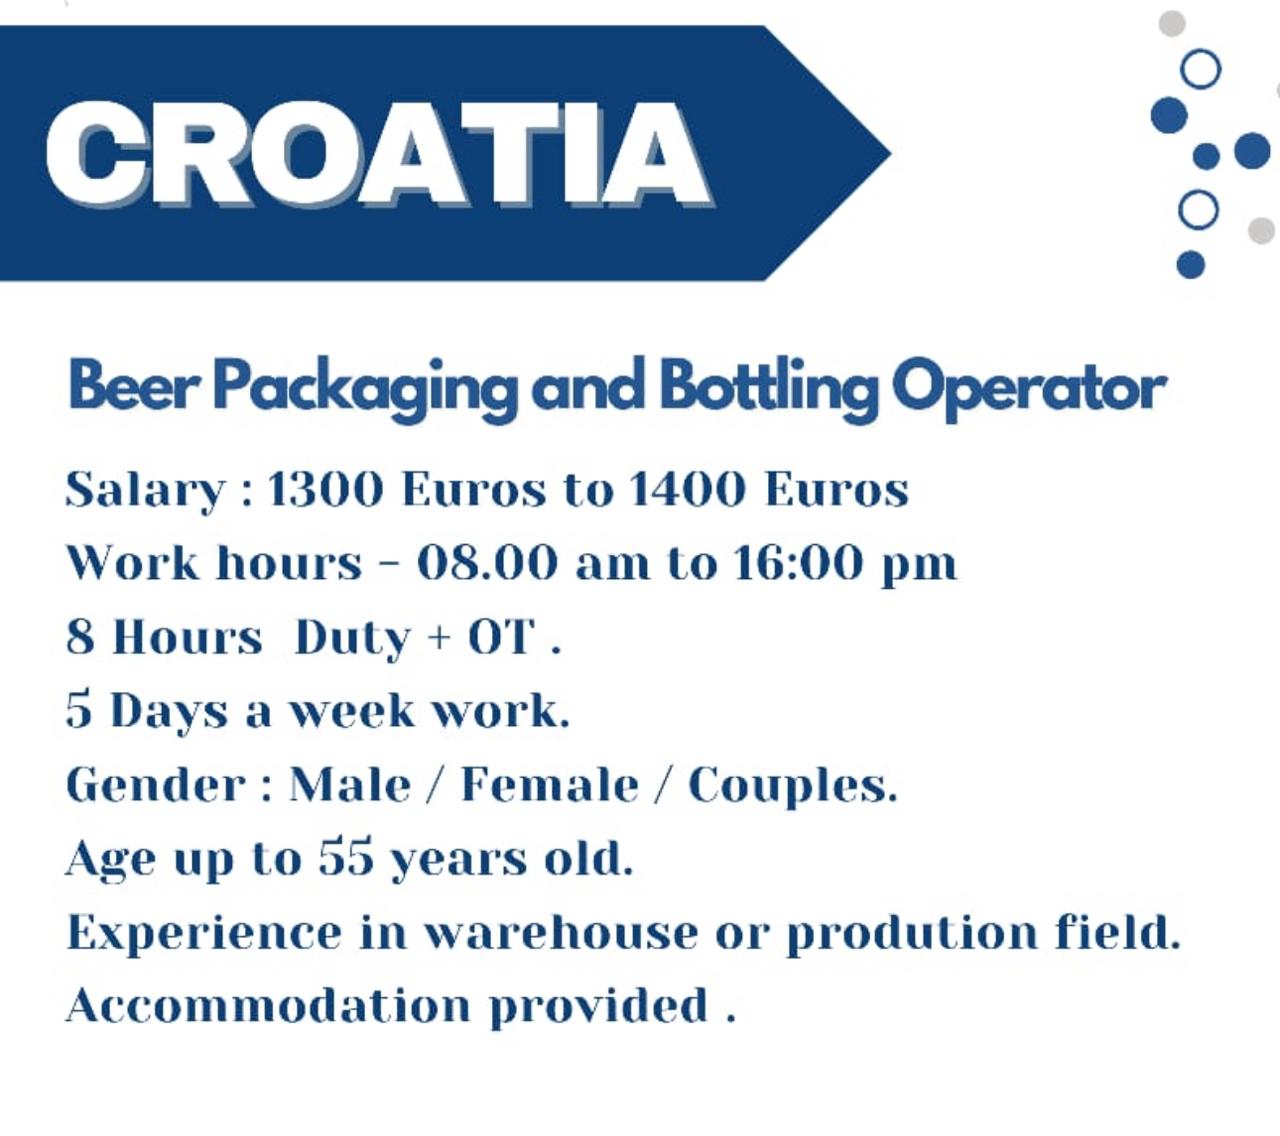 CROATIA
Beer Packaging and Bottling Operator
Salary : 1300 Euros to 1400 Euros
Work hours - 08.00 am to 16:00 pm
8 Hours  Duty + OT .
5 Days a week work.
Gender : Male / Female / Couples.
Age up to 55 years old.
Experience in warehouse or prodution field.
Accommodation provided .